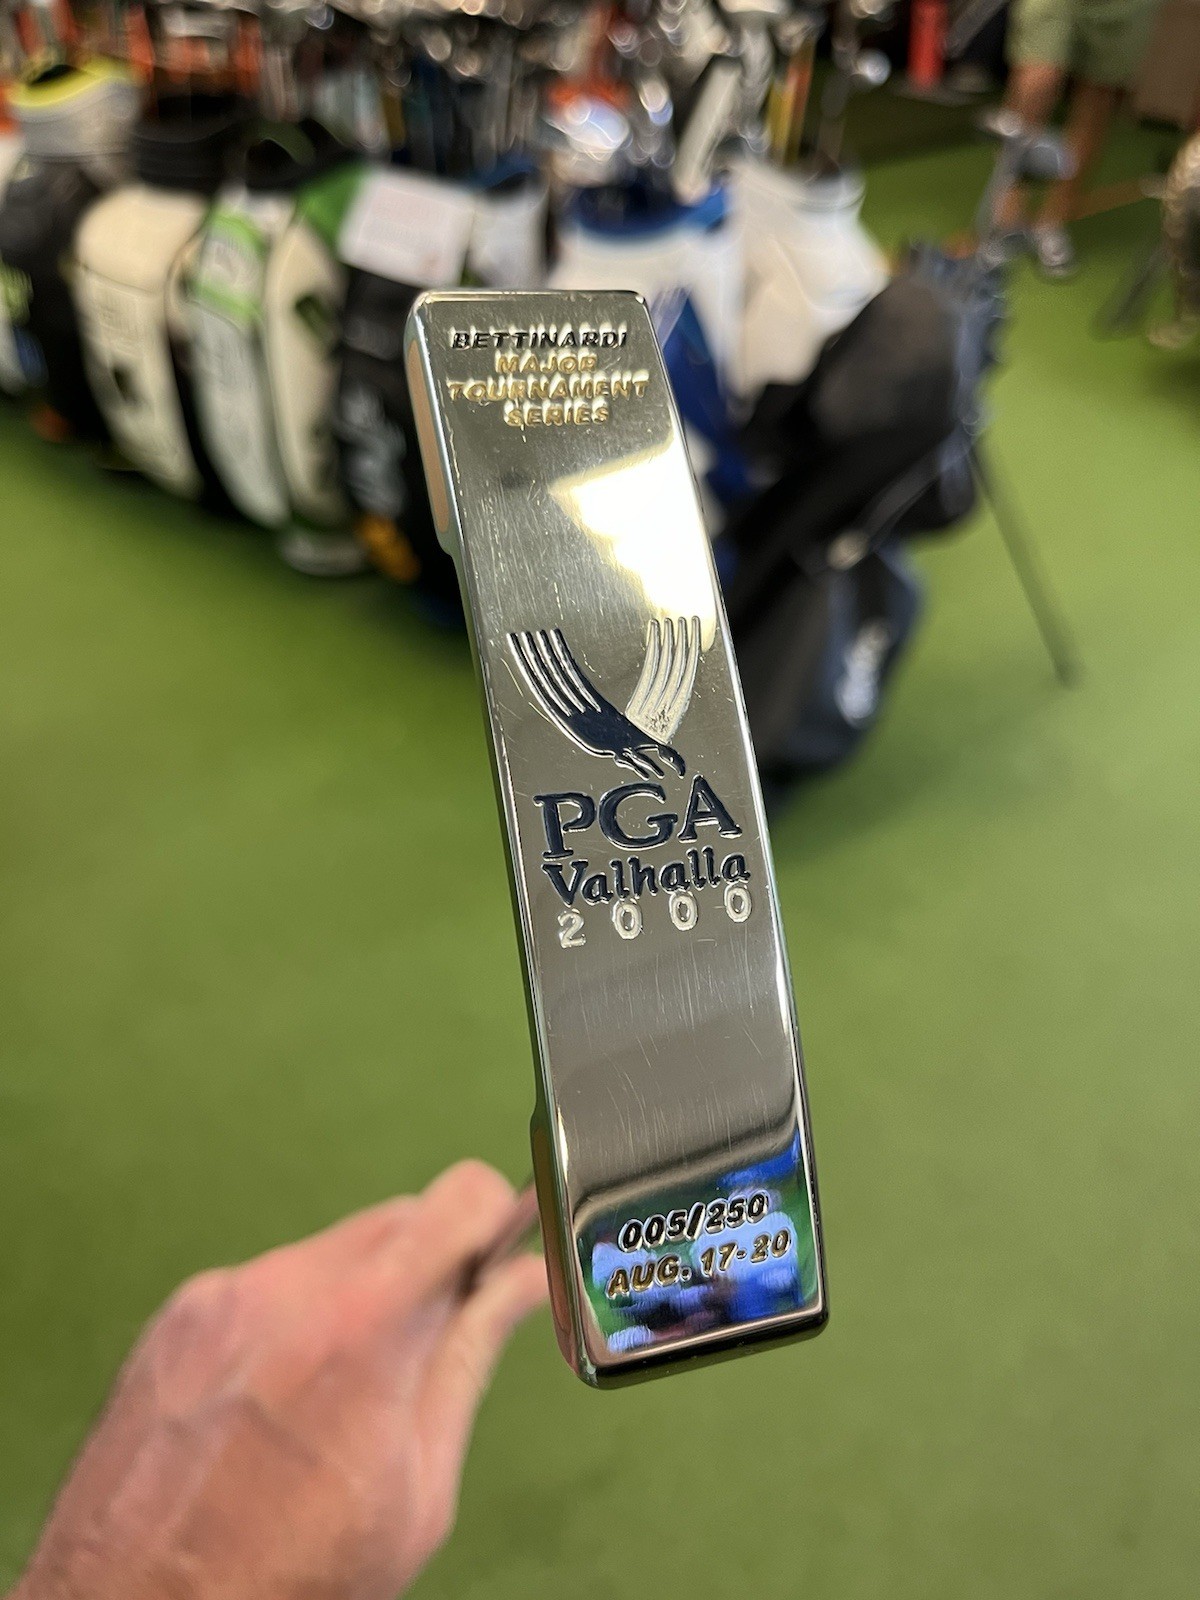 BETTINARDI
MAJOR
TOURNAMENT
SERIES
PGA
Valhalla
2000
005/250
AUG. 17-20